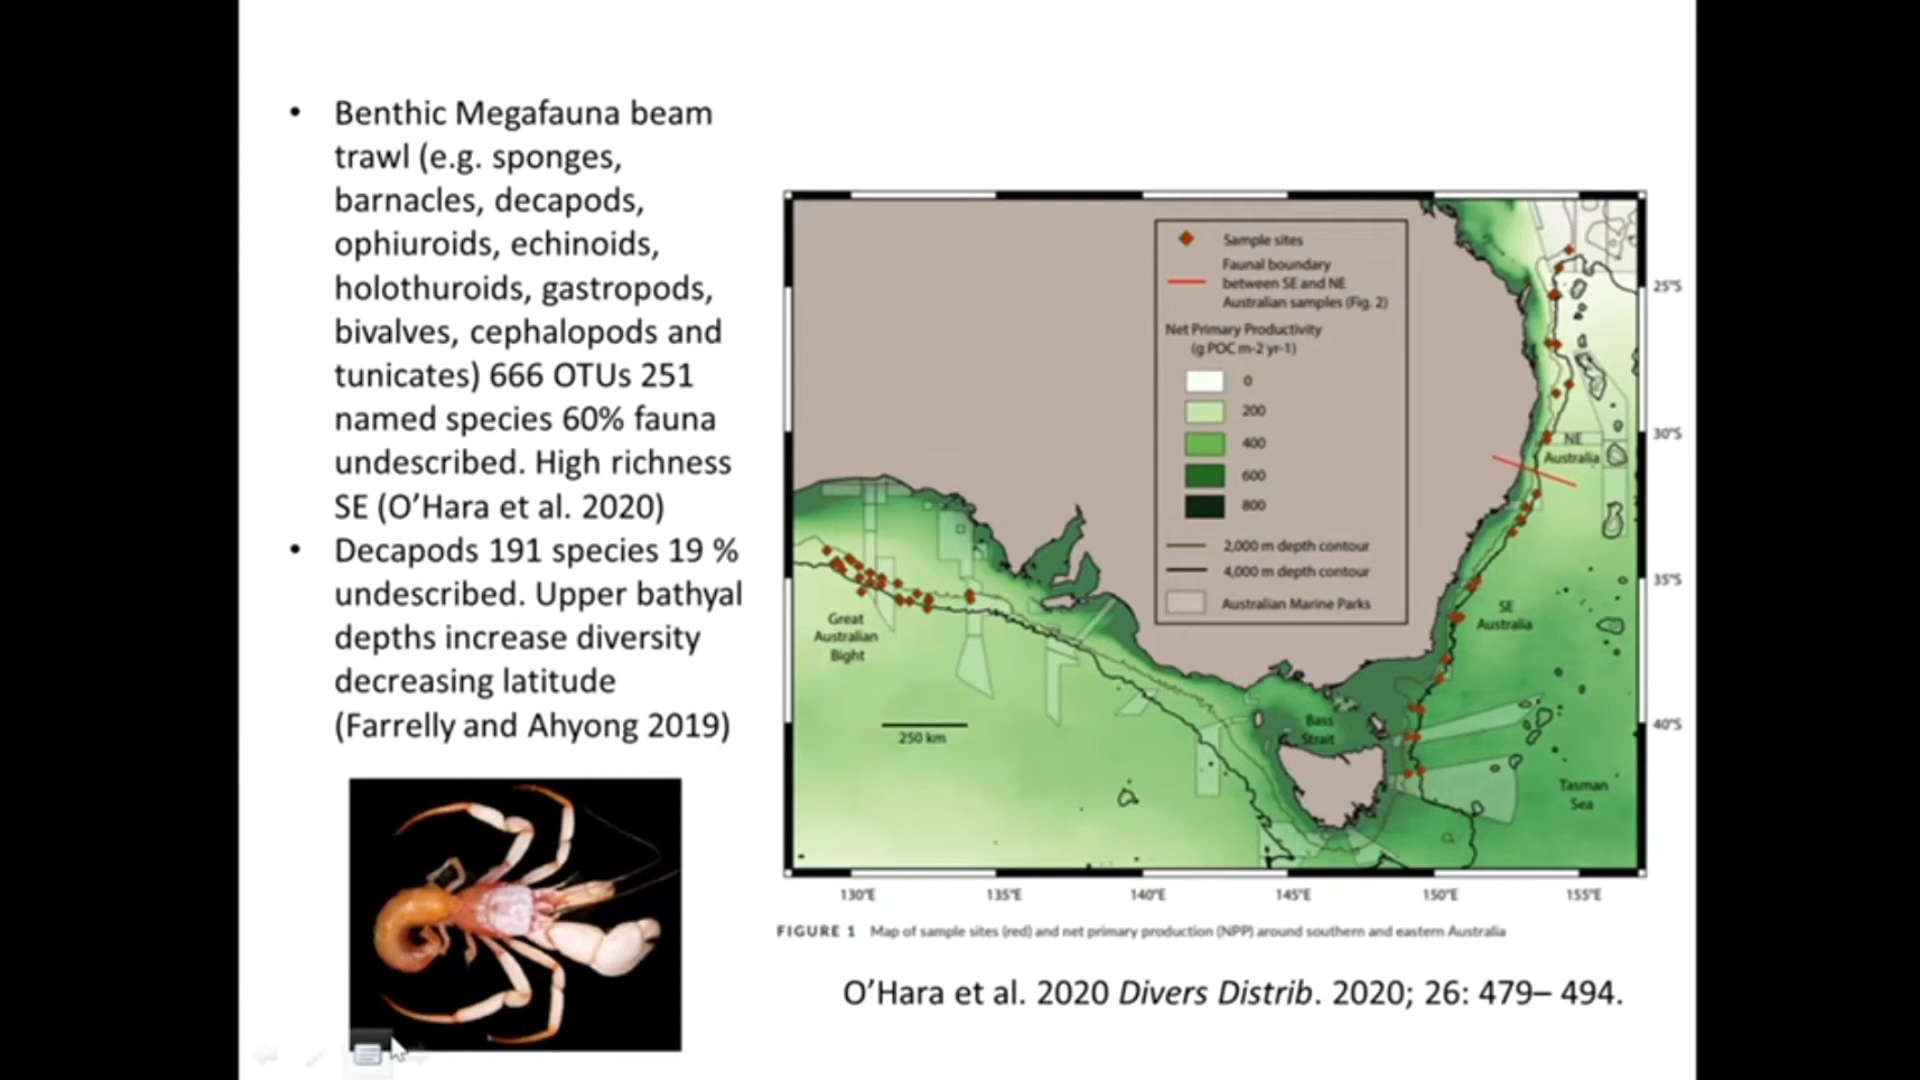 • Benthic Megafauna beam
trawl (e.g. sponges,
barnacles, decapods,
ophiuroids, echinoids,
holothuroids, gastropods,
bivalves, cephalopods and
tunicates) 666 OTUs 251
named species 60% fauna
undescribed. High richness
SE (O’Hara et al. 2020)
• Decapods 191 species 19 %
undescribed. Upper bathyal
depths increase diversity
decreasing latitude
(Farrelly and Ahyong 2019)
Sample sites
Faunal boundary
between SE and NE
Australian samples (Fig. 2)
Net Primary Productivity
(g POC m-2 yr-1)
0
200
400
600
800
2,000 m depth contour
4,000 m depth contour
Australian Marine Parks
25°S
30°S
35°S
40°S
NE
Australia
SE
Australia
Great
Australian
Bight
250 km
Bass
Strait
Tasman
Sea
130°E
135°E
140°E
145°E
150°E
155°E
FIGURE 1 Map of sample sites (red) and net primary production (NPP) around southern and eastern Australia
O’Hara et al. 2020 Divers Distrib. 2020; 26: 479– 494.